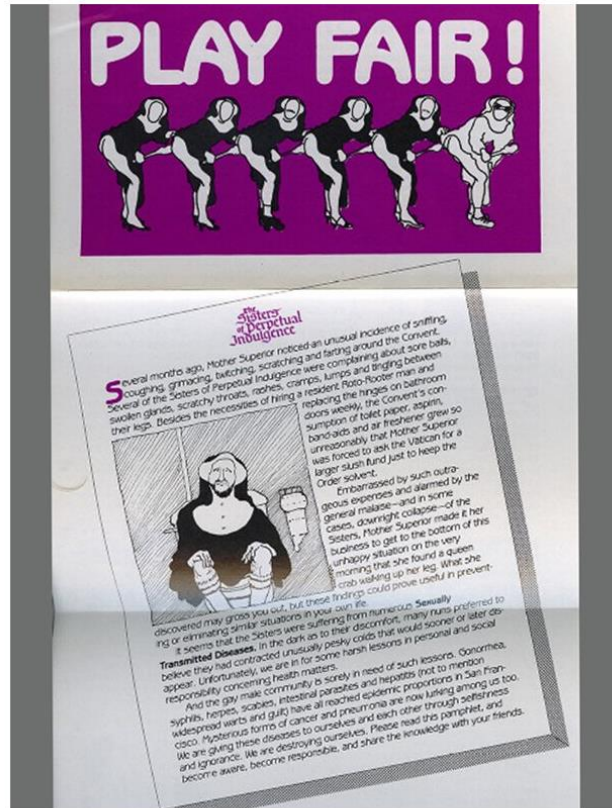 PLAY FAIR!
The
Sisters
of Perpetual
Indulgence
Several months ago, Mother Superior noticed an unusual incidence of sniffling,
coughing, grimacing, twitching, scratching and farting around the Convent.
Several of the Sisters of Perpetual Indulgence were complaining about sore balls,
swollen glands, scratchy throats, rashes, cramps, lumps and tingling between
their legs. Besides the necessities of hiring a resident Roto-Rooter man and
replacing the hinges on bathroom
doors weekly, the Convent's con-
sumption of toilet paper, aspirin,
band-aids and air freshener grew so
unreasonably that Mother Superior
was forced to ask the Vatican for a
larger slush fund just to keep the
Order solvent.
Embarrassed by such outra-
geous expenses and alarmed by the
general malaise—and in some
cases, downright collapse—of the
Sisters, Mother Superior made it her
business to get to the bottom of this
unhappy situation on the very
morning that she found a queen
crab walking up her leg. What she
discovered may gross you out, but these findings could prove useful in prevent-
ing or eliminating similar situations in your own life.
It seems that the Sisters were suffering from numerous Sexually
Transmitted Diseases. In the dark as to their discomfort, many nuns preferred to
believe they had contracted unusually pesky colds that would sooner or later dis-
appear. Unfortunately, we are in for some harsh lessons in personal and social
responsibility concerning health matters.
And the gay male community is sorely in need of such lessons. Gonorrhea,
syphilis, herpes, scabies, intestinal parasites and hepatitis (not to mention
widespread warts and guilt) have all reached epidemic proportions in San Fran-
cisco. Mysterious forms of cancer and pneumonia are now lurking among us too.
We are giving these diseases to ourselves and each other through selfishness
and ignorance. We are destroying ourselves. Please read this pamphlet, and
become aware, become responsible, and share the knowledge with your friends.